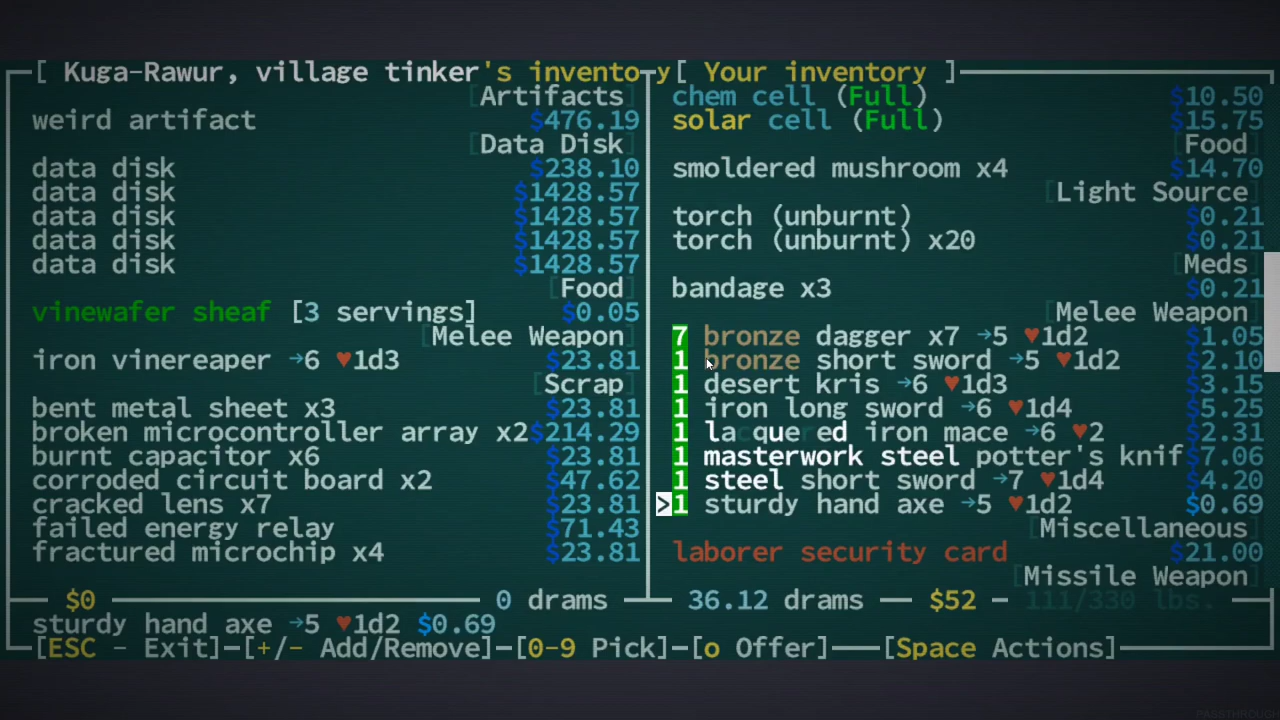 [ Kuga-Rawur, village tinker's inventory
[Artifacts]
weird artifact $476.19
[Data Disk]
data disk $238.10
data disk $1428.57
data disk $1428.57
data disk $1428.57
data disk $1428.57
[Food]
vinewafer sheaf [3 servings] $0.05
[Melee Weapon]
iron vinereaper →6 ♥1d3 $23.81
[Scrap]
bent metal sheet x3 $23.81
broken microcontroller array x2 $214.29
burnt capacitor x6 $23.81
corroded circuit board x2 $47.62
cracked lens x7 $23.81
failed energy relay $71.43
fractured microchip x4 $23.81
$0 0 drams
[ Your inventory ]
chem cell (Full) $10.50
solar cell (Full) $15.75
[Food]
smoldered mushroom x4 $14.70
[Light Source]
torch (unburnt) $0.21
torch (unburnt) x20 $0.21
[Meds]
bandage x3 $0.21
[Melee Weapon]
7 bronze dagger x7 →5 ♥1d2 $1.05
1 bronze short sword →5 ♥1d2 $2.10
1 desert kris →6 ♥1d3 $3.15
1 iron long sword →6 ♥1d4 $5.25
1 lacquered iron mace →6 ♥2 $2.31
1 masterwork steel potter's knif $7.06
1 steel short sword →7 ♥1d4 $4.20
>1 sturdy hand axe →5 ♥1d2 $0.69
[Miscellaneous]
laborer security card $21.00
[Missile Weapon]
36.12 drams $52 111/330 lbs.
sturdy hand axe →5 ♥1d2 $0.69
[ESC - Exit] [+/- Add/Remove] [0-9 Pick] [o Offer] [Space Actions]